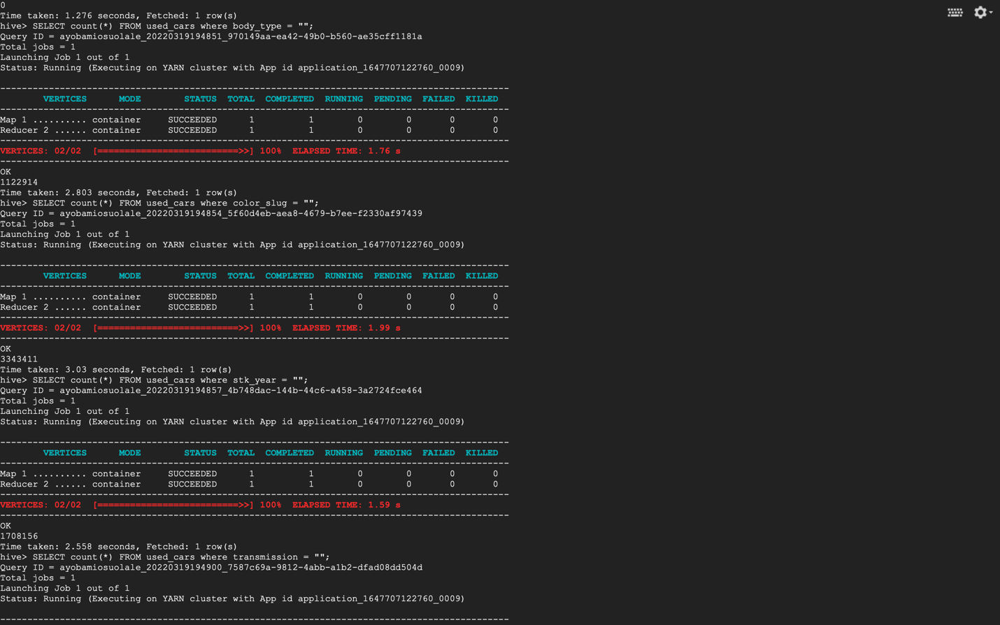 0
Time taken: 1.276 seconds, Fetched: 1 row(s)
hive> SELECT count(*) FROM used_cars where body_type = "";
Query ID = ayobamiosuolale_20220319194851_970149aa-ea42-49b0-b560-ae35cff1181a
Total jobs = 1
Launching Job 1 out of 1
Status: Running (Executing on YARN cluster with App id application_1647707122760_0009)
----------------------------------------------------------------------------------------------
VERTICES MODE STATUS TOTAL COMPLETED RUNNING PENDING FAILED KILLED
----------------------------------------------------------------------------------------------
Map 1 .......... container SUCCEEDED 1 1 0 0 0 0
Reducer 2 ...... container SUCCEEDED 1 1 0 0 0 0
----------------------------------------------------------------------------------------------
VERTICES: 02/02 [==========================>>] 100% ELAPSED TIME: 1.76 s
----------------------------------------------------------------------------------------------
OK
1122914
Time taken: 2.803 seconds, Fetched: 1 row(s)
hive> SELECT count(*) FROM used_cars where color_slug = "";
Query ID = ayobamiosuolale_20220319194854_5f60d4eb-aea8-4679-b7ee-f2330af97439
Total jobs = 1
Launching Job 1 out of 1
Status: Running (Executing on YARN cluster with App id application_1647707122760_0009)
----------------------------------------------------------------------------------------------
VERTICES MODE STATUS TOTAL COMPLETED RUNNING PENDING FAILED KILLED
----------------------------------------------------------------------------------------------
Map 1 .......... container SUCCEEDED 1 1 0 0 0 0
Reducer 2 ...... container SUCCEEDED 1 1 0 0 0 0
----------------------------------------------------------------------------------------------
VERTICES: 02/02 [==========================>>] 100% ELAPSED TIME: 1.99 s
----------------------------------------------------------------------------------------------
OK
3343411
Time taken: 3.03 seconds, Fetched: 1 row(s)
hive> SELECT count(*) FROM used_cars where stk_year = "";
Query ID = ayobamiosuolale_20220319194857_4b748dac-144b-44c6-a458-3a2724fce464
Total jobs = 1
Launching Job 1 out of 1
Status: Running (Executing on YARN cluster with App id application_1647707122760_0009)
----------------------------------------------------------------------------------------------
VERTICES MODE STATUS TOTAL COMPLETED RUNNING PENDING FAILED KILLED
----------------------------------------------------------------------------------------------
Map 1 .......... container SUCCEEDED 1 1 0 0 0 0
Reducer 2 ...... container SUCCEEDED 1 1 0 0 0 0
----------------------------------------------------------------------------------------------
VERTICES: 02/02 [==========================>>] 100% ELAPSED TIME: 1.59 s
----------------------------------------------------------------------------------------------
OK
1708156
Time taken: 2.558 seconds, Fetched: 1 row(s)
hive> SELECT count(*) FROM used_cars where transmission = "";
Query ID = ayobamiosuolale_20220319194900_7587c69a-9812-4abb-a1b2-dfad08dd504d
Total jobs = 1
Launching Job 1 out of 1
Status: Running (Executing on YARN cluster with App id application_1647707122760_0009)
----------------------------------------------------------------------------------------------